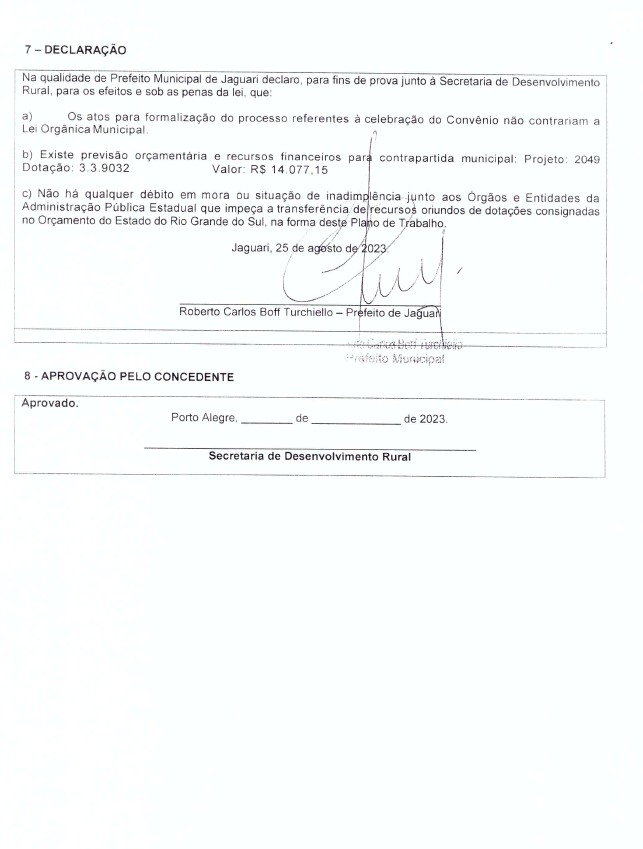 7 – DECLARAÇÃO
Na qualidade de Prefeito Municipal de Jaguari declaro, para fins de prova junto à Secretaria de Desenvolvimento
Rural, para os efeitos e sob as penas da lei, que:
a) Os atos para formalização do processo referentes à celebração do Convênio não contrariam a
Lei Orgânica Municipal.
b) Existe previsão orçamentária e recursos financeiros para contrapartida municipal: Projeto: 2049
Dotação: 3.3.9032 Valor: R$ 14.077,15
c) Não há qualquer débito em mora ou situação de inadimplência junto aos Órgãos e Entidades da
Administração Pública Estadual que impeça a transferência de recursos oriundos de dotações consignadas
no Orçamento do Estado do Rio Grande do Sul, na forma deste Plano de Trabalho.
Jaguari, 25 de agosto de 2023.
Roberto Carlos Boff Turchiello – Prefeito de Jaguari
Carlos Boff Turchiello
Prefeito Municipal
8 - APROVAÇÃO PELO CONCEDENTE
Aprovado.
Porto Alegre, ________ de ______________ de 2023.
Secretaria de Desenvolvimento Rural